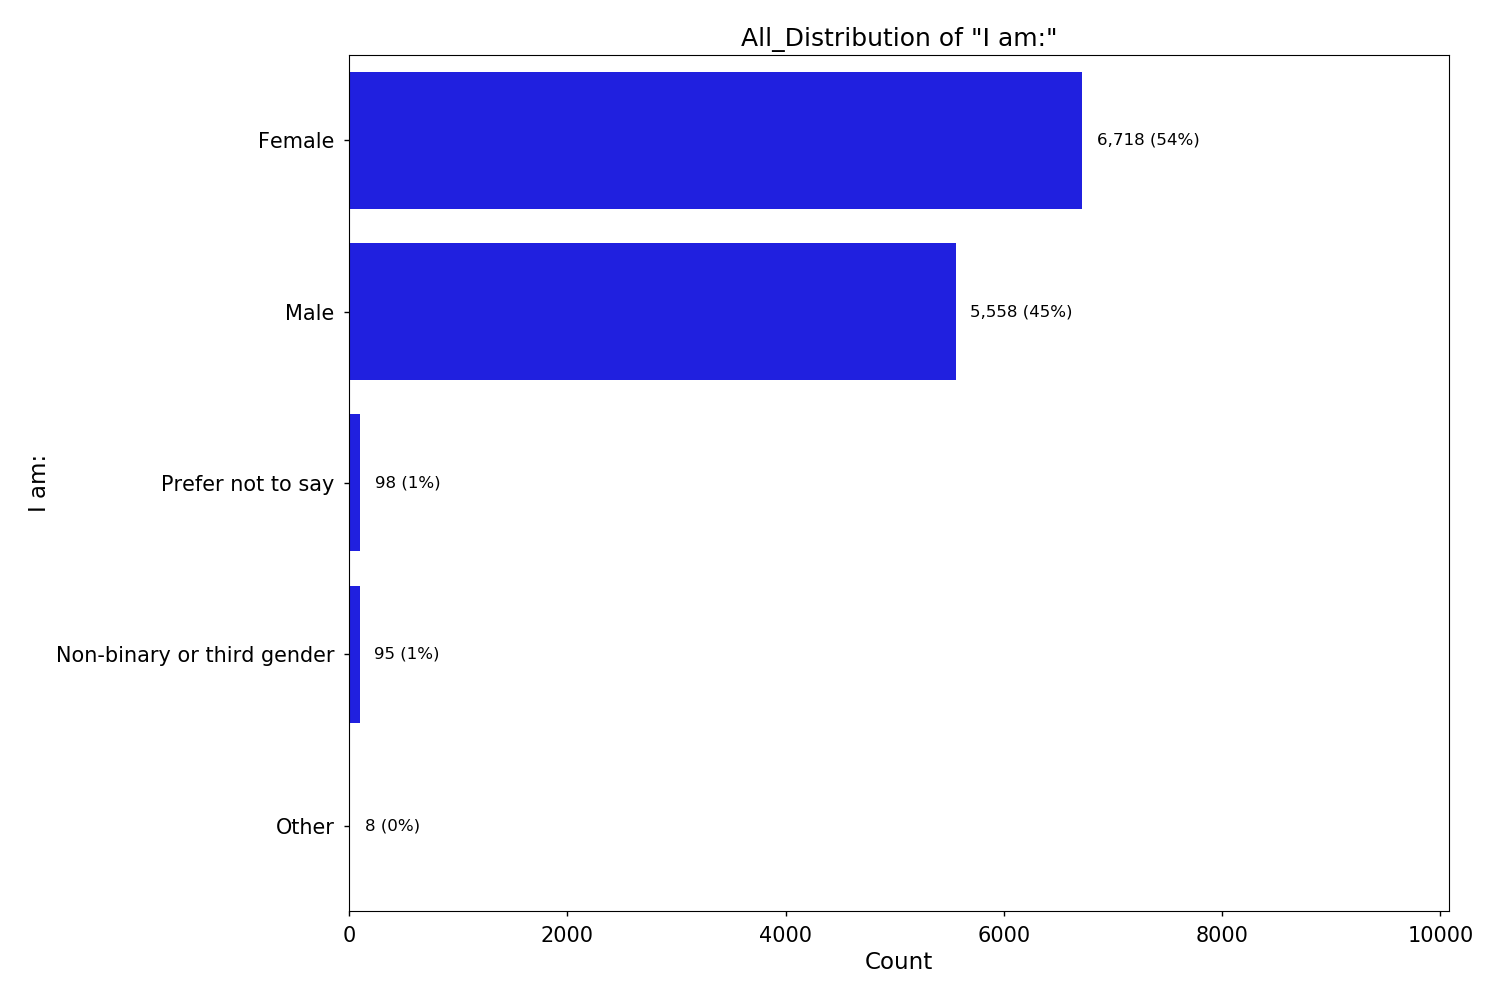 All_Distribution of "I am:"
Female
6,718 (54%)
Male
5,558 (45%)
Prefer not to say
98 (1%)
I am:
Non-binary or third gender
95 (1%)
Other
8 (0%)
0 2000 4000 6000 8000 10000
Count